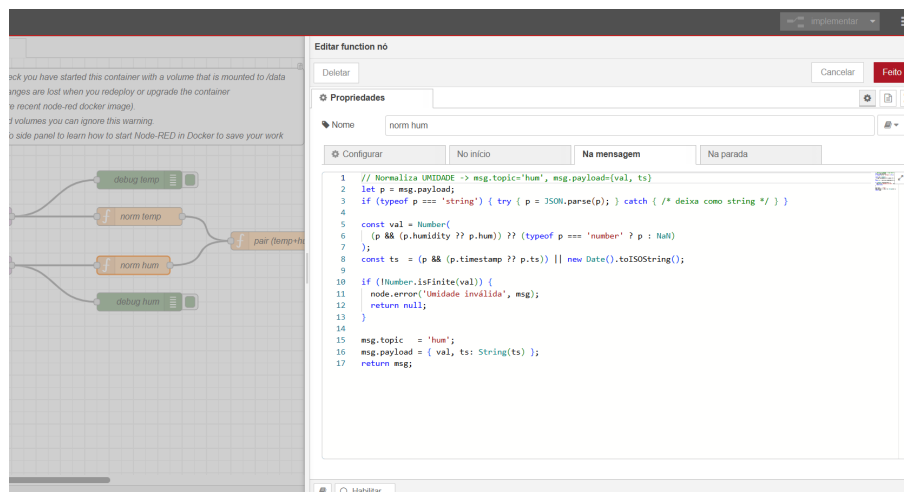 implementar
Editar function nó
eck you have started this container with a volume that is mounted to /data
anges are lost when you redeploy or upgrade the container
re recent node-red docker image).
d volumes you can ignore this warning.
o side panel to learn how to start Node-RED in Docker to save your work
debug temp
norm temp
pair (temp+h
norm hum
debug hum
Deletar
Cancelar
Feito
Propriedades
Nome
norm hum
Configurar
No início
Na mensagem
Na parada
1 // Normaliza UMIDADE -> msg.topic='hum', msg.payload={val, ts}
2 let p = msg.payload;
3 if (typeof p === 'string') { try { p = JSON.parse(p); } catch { /* deixa como string */ } }
4
5 const val = Number(
6 (p && (p.humidity ?? p.hum)) ?? (typeof p === 'number' ? p : NaN)
7 );
8 const ts = (p && (p.timestamp ?? p.ts)) || new Date().toISOString();
9
10 if (!Number.isFinite(val)) {
11 node.error('Umidade inválida', msg);
12 return null;
13 }
14
15 msg.topic = 'hum';
16 msg.payload = { val, ts: String(ts) };
17 return msg;
Habilitar